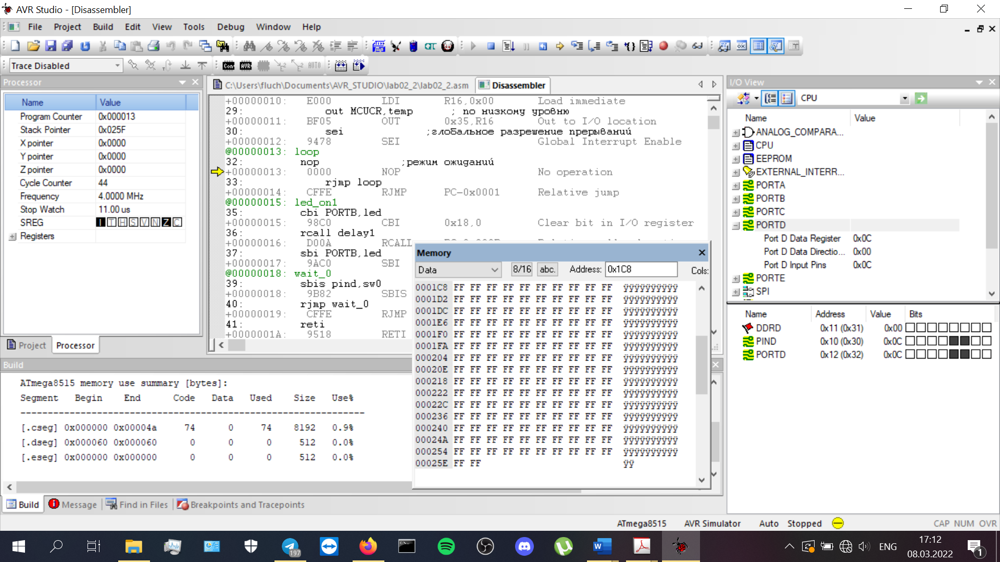 AVR Studio - [Disassembler]
File Project Build Edit View Tools Debug Window Help
Trace Disabled
Con AVR AUTO
Processor
Name Value
Program Counter 0x000013
Stack Pointer 0x025F
X pointer 0x0000
Y pointer 0x0000
Z pointer 0x0000
Cycle Counter 44
Frequency 4.0000 MHz
Stop Watch 11.00 us
SREG I T H S V N Z C
Registers
Project Processor
C:\Users\fluch\Documents\AVR_STUDIO\lab02_2\lab02_2.asm Disassembler
+00000010: E000 LDI R16,0x00 Load immediate
29: out MCUCR,temp ; по низкому уровню
+00000011: BF05 OUT 0x35,R16 Out to I/O location
30: sei ;глобальное разрешение прерываний
+00000012: 9478 SEI Global Interrupt Enable
@00000013: loop
32: nop ;режим ожиданий
+00000013: 0000 NOP No operation
33: rjmp loop
+00000014: CFFE RJMP PC-0x0001 Relative jump
@00000015: led_on1
35: cbi PORTB,led
+00000015: 98C0 CBI 0x18,0 Clear bit in I/O register
36: rcall delay1
+00000016: D00A RCALL
37: sbi PORTB,led
+00000017: 9AC0 SBI
@00000018: wait_0
39: sbis pind,sw0
+00000018: 9B82 SBIS
40: rjmp wait_0
+00000019: CFFE RJMP
41: reti
+0000001A: 9518 RETI
Memory
Data 8/16 abc. Address: 0x1C8 Cols:
0001C8 FF FF FF FF FF FF FF FF FF FF ÿÿÿÿÿÿÿÿÿÿ
0001D2 FF FF FF FF FF FF FF FF FF FF ÿÿÿÿÿÿÿÿÿÿ
0001DC FF FF FF FF FF FF FF FF FF FF ÿÿÿÿÿÿÿÿÿÿ
0001E6 FF FF FF FF FF FF FF FF FF FF ÿÿÿÿÿÿÿÿÿÿ
0001F0 FF FF FF FF FF FF FF FF FF FF ÿÿÿÿÿÿÿÿÿÿ
0001FA FF FF FF FF FF FF FF FF FF FF ÿÿÿÿÿÿÿÿÿÿ
000204 FF FF FF FF FF FF FF FF FF FF ÿÿÿÿÿÿÿÿÿÿ
00020E FF FF FF FF FF FF FF FF FF FF ÿÿÿÿÿÿÿÿÿÿ
000218 FF FF FF FF FF FF FF FF FF FF ÿÿÿÿÿÿÿÿÿÿ
000222 FF FF FF FF FF FF FF FF FF FF ÿÿÿÿÿÿÿÿÿÿ
00022C FF FF FF FF FF FF FF FF FF FF ÿÿÿÿÿÿÿÿÿÿ
000236 FF FF FF FF FF FF FF FF FF FF ÿÿÿÿÿÿÿÿÿÿ
000240 FF FF FF FF FF FF FF FF FF FF ÿÿÿÿÿÿÿÿÿÿ
00024A FF FF FF FF FF FF FF FF FF FF ÿÿÿÿÿÿÿÿÿÿ
000254 FF FF FF FF FF FF FF FF FF FF ÿÿÿÿÿÿÿÿÿÿ
00025E FF FF ÿÿ
I/O View
CPU
Name Value
ANALOG_COMPARA...
CPU
EEPROM
EXTERNAL_INTERR...
PORTA
PORTB
PORTC
PORTD
Port D Data Register 0x0C
Port D Data Directio... 0x00
Port D Input Pins 0x0C
PORTE
SPI
Name Address Value Bits
DDRD 0x11 (0x31) 0x00
PIND 0x10 (0x30) 0x0C
PORTD 0x12 (0x32) 0x0C
Build
ATmega8515 memory use summary [bytes]:
Segment Begin End Code Data Used Size Use%
---------------------------------------------------------------
[.cseg] 0x000000 0x00004a 74 0 74 8192 0.9%
[.dseg] 0x000060 0x000060 0 0 0 512 0.0%
[.eseg] 0x000000 0x000000 0 0 0 512 0.0%
Build Message Find in Files Breakpoints and Tracepoints
ATmega8515 AVR Simulator Auto Stopped CAP NUM OVR
197
ENG
17:12
08.03.2022
1